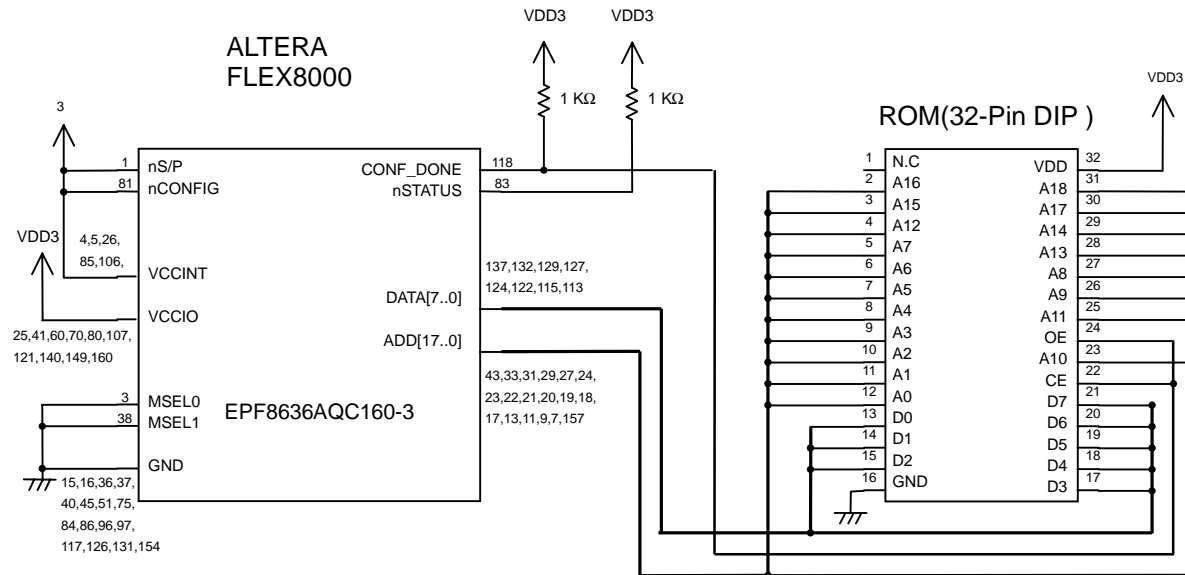 VDD3
VDD3
ALTERA
FLEX8000
1 KΩ
1 KΩ
VDD3
3
ROM(32-Pin DIP )
1
nS/P
81
nCONFIG
CONF_DONE
118
nSTATUS
83
VDD3
4,5,26,
85,106,
VCCINT
VCCIO
25,41,60,70,80,107,
121,140,149,160
137,132,129,127,
124,122,115,113
DATA[7..0]
ADD[17..0]
43,33,31,29,27,24,
23,22,21,20,19,18,
17,13,11,9,7,157
3
MSEL0
38
MSEL1
EPF8636AQC160-3
GND
15,16,36,37,
40,45,51,75,
84,86,96,97,
117,126,131,154
1
N.C
2
A16
3
A15
4
A12
5
A7
6
A6
7
A5
8
A4
9
A3
10
A2
11
A1
12
A0
13
D0
14
D1
15
D2
16
GND
32
VDD
31
A18
30
A17
29
A14
28
A13
27
A8
26
A9
25
A11
24
OE
23
A10
22
CE
21
D7
20
D6
19
D5
18
D4
17
D3